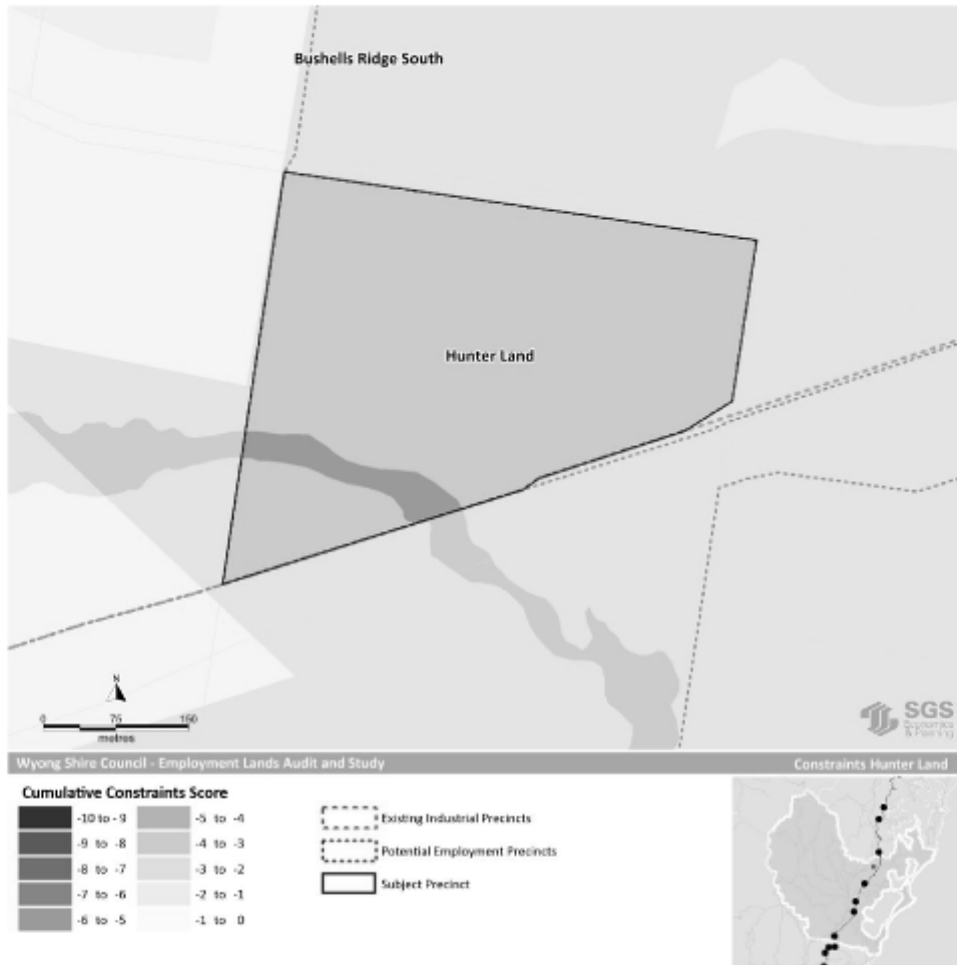 Bushells Ridge South
Hunter Land
N
0 75 150
metres
SGS
Economics
& Planning
Wyong Shire Council - Employment Lands Audit and Study
Constraints Hunter Land
Cumulative Constraints Score
-10 to -9
-9 to -8
-8 to -7
-7 to -6
-6 to -5
-5 to -4
-4 to -3
-3 to -2
-2 to -1
-1 to 0
Existing Industrial Precincts
Potential Employment Precincts
Subject Precinct